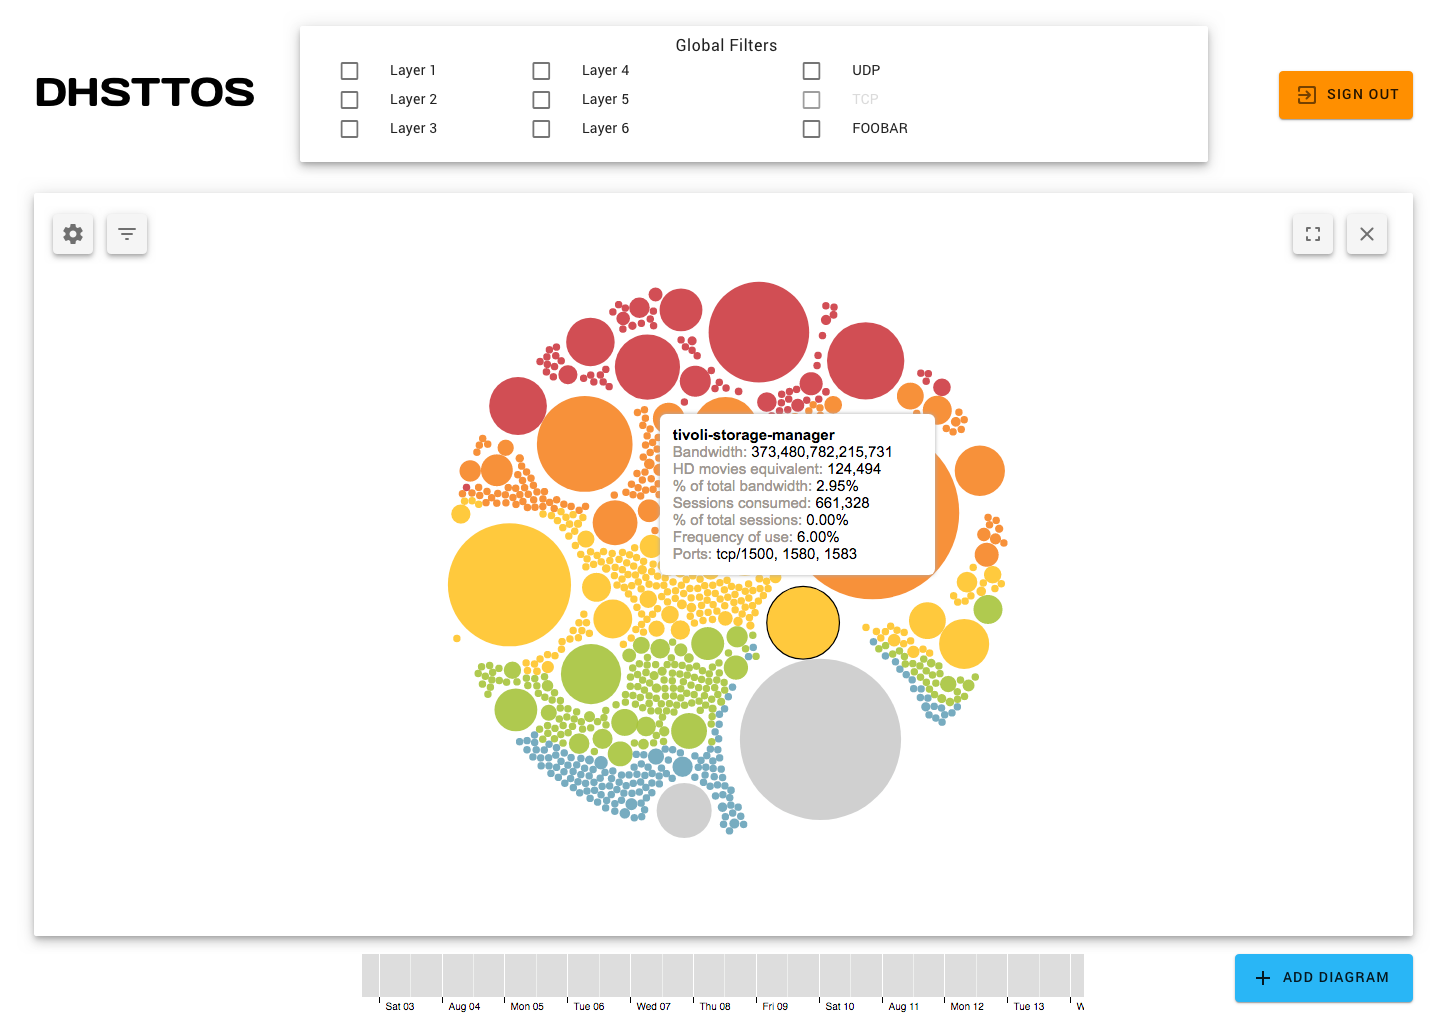 Global Filters
Layer 1
Layer 4
UDP
Layer 2
Layer 5
TCP
Layer 3
Layer 6
FOOBAR
DHSTTOS
SIGN OUT
tivoli-storage-manager
Bandwidth: 373,480,782,215,731
HD movies equivalent: 124,494
% of total bandwidth: 2.95%
Sessions consumed: 661,328
% of total sessions: 0.00%
Frequency of use: 6.00%
Ports: tcp/1500, 1580, 1583
ADD DIAGRAM
Sat 03 Aug 04 Mon 05 Tue 06 Wed 07 Thu 08 Fri 09 Sat 10 Aug 11 Mon 12 Tue 13